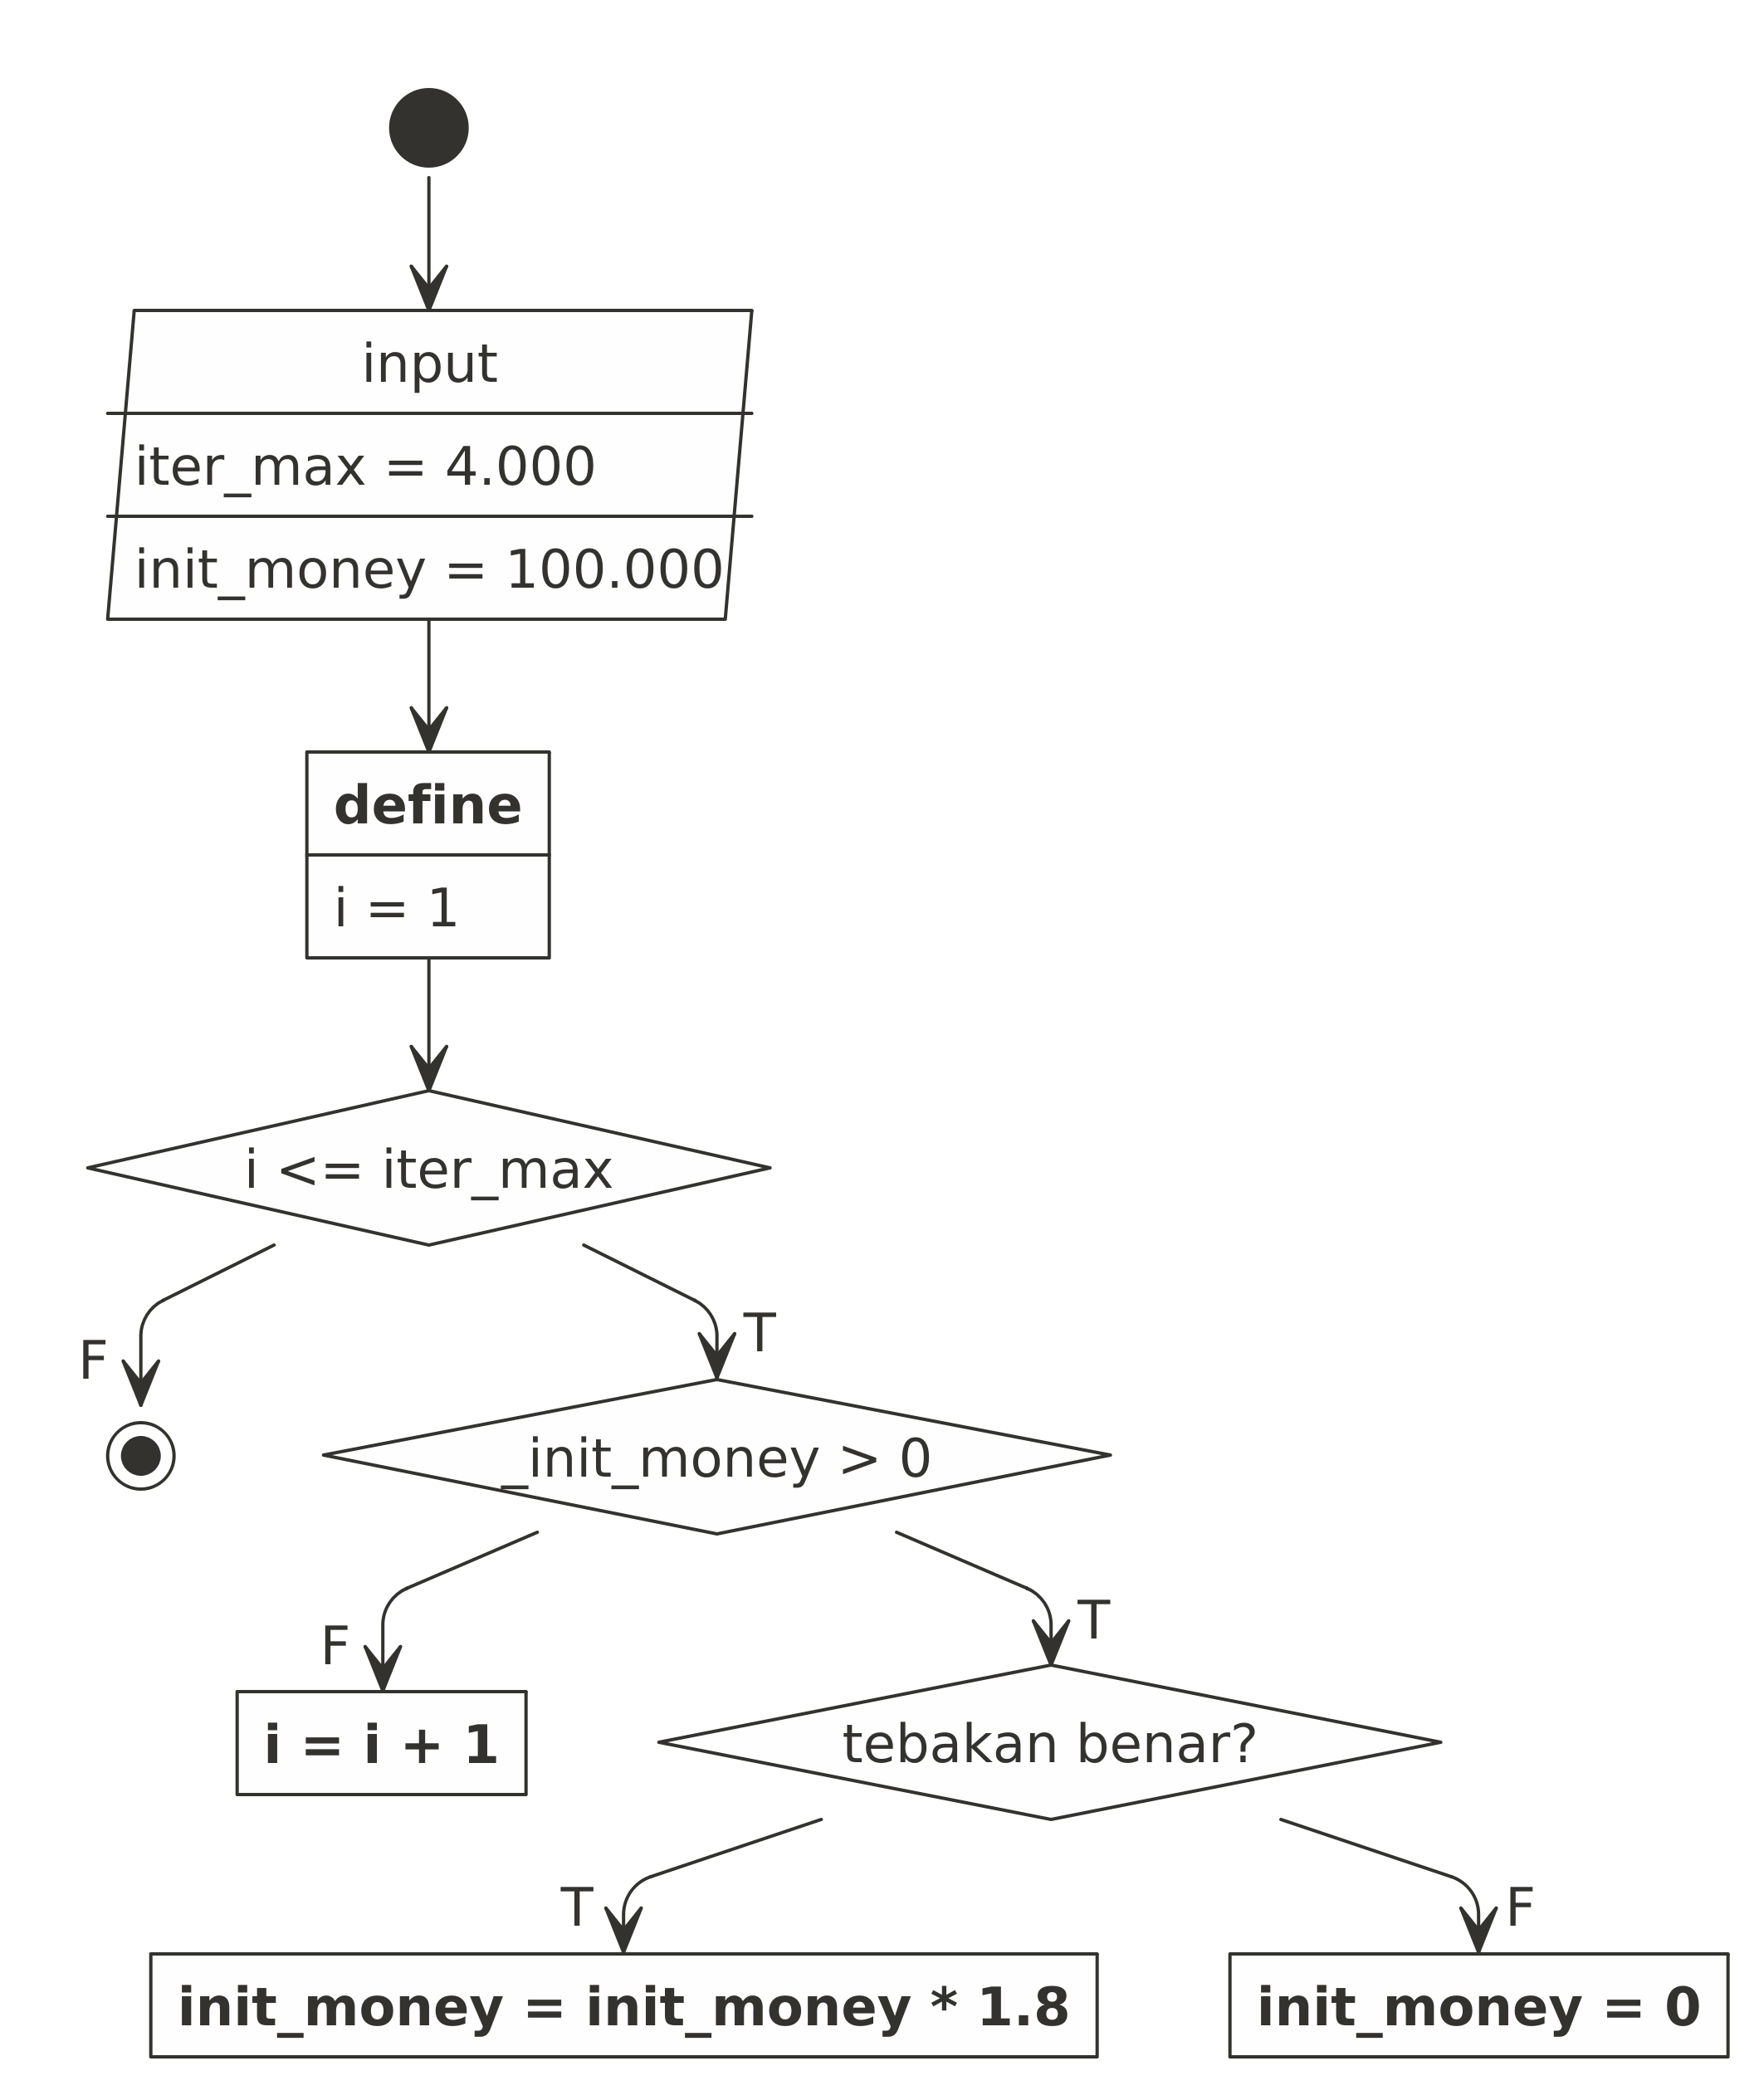 input
iter_max = 4.000
init_money = 100.000
define
i = 1
i <= iter_max
F
T
_init_money > 0
F
T
i = i + 1
tebakan benar?
T
F
init_money = init_money * 1.8
init_money = 0